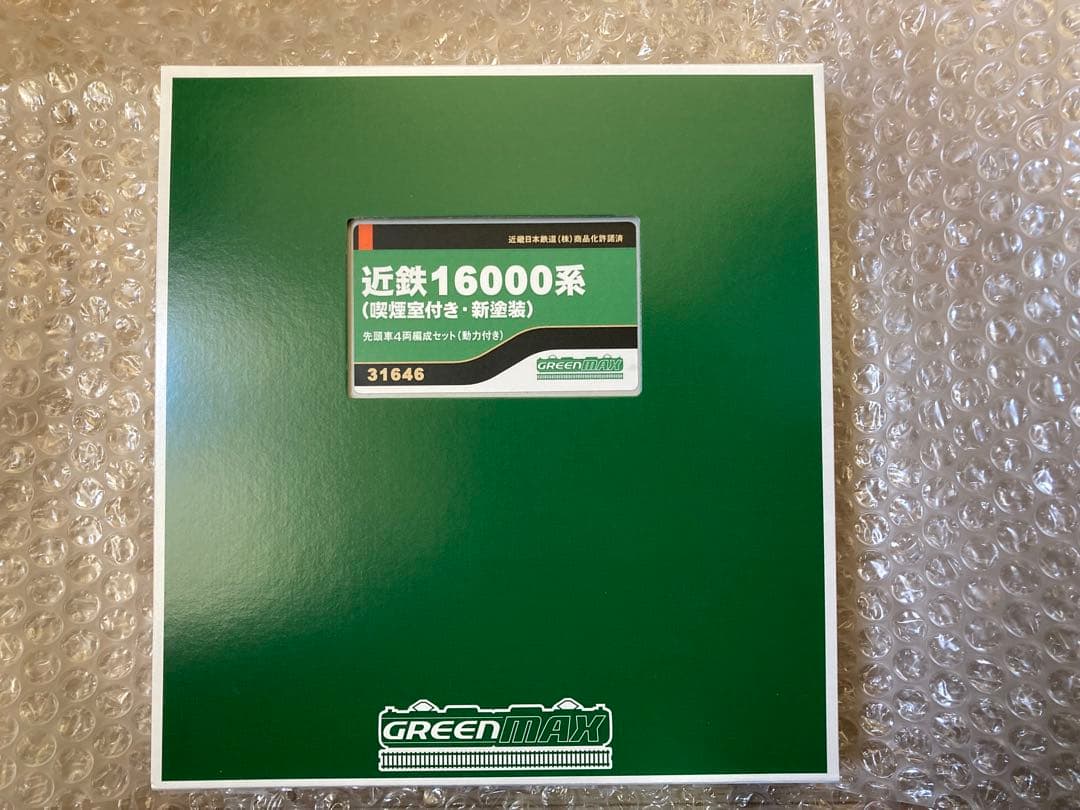 近畿日本鉄道(株)商品化許諾済
近鉄16000系
(喫煙室付き・新塗装)
先頭車4両編成セット(動力付き)
31646
GREENMAX
GREENMAX